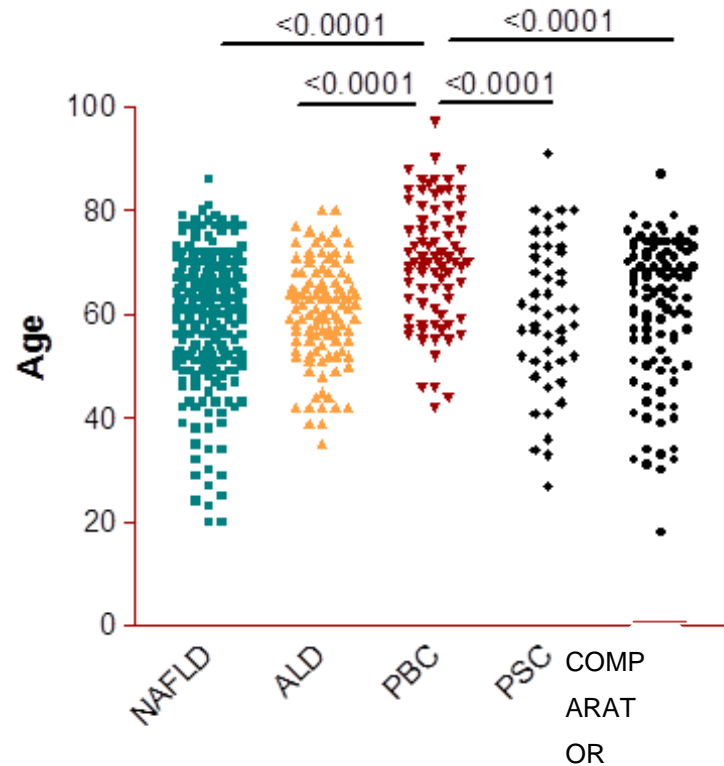 <0.0001
<0.0001
<0.0001
<0.0001
100
80
60
40
20
0
Age
NAFLD
ALD
PBC
PSC
COMP
ARAT
OR